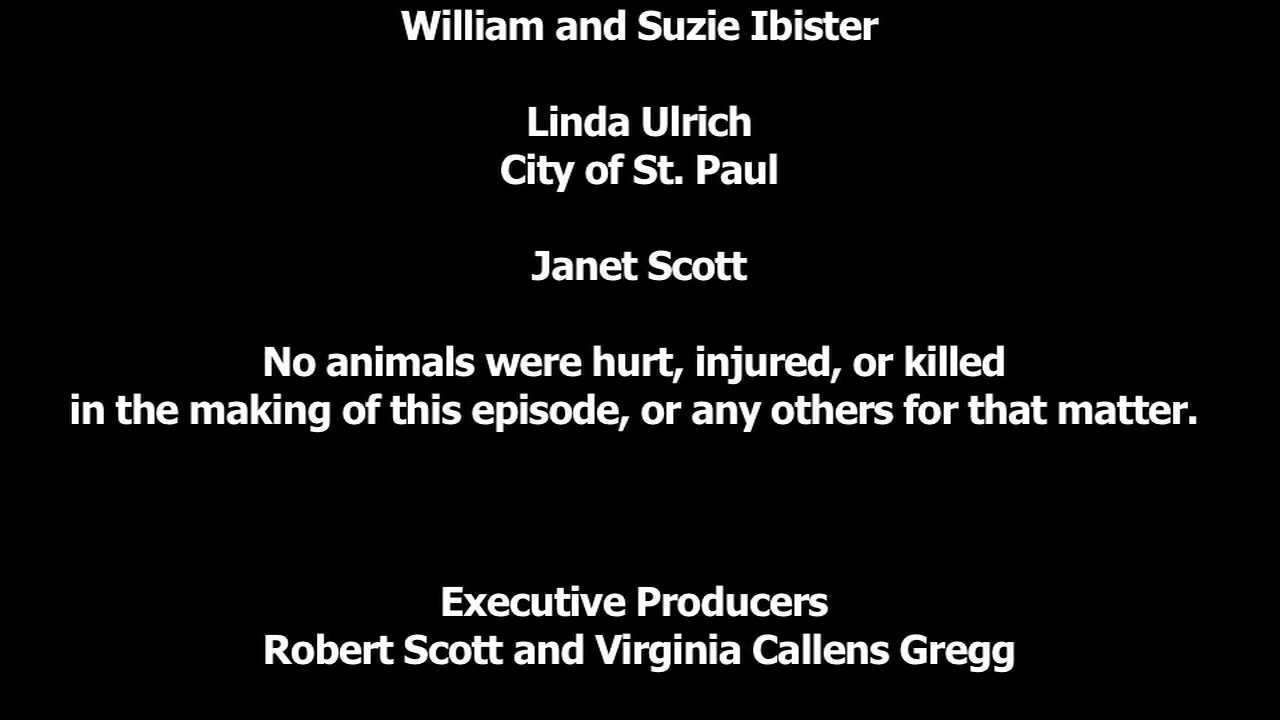 William and Suzie Ibister
Linda Ulrich
City of St. Paul
Janet Scott
No animals were hurt, injured, or killed
in the making of this episode, or any others for that matter.
Executive Producers
Robert Scott and Virginia Callens Gregg